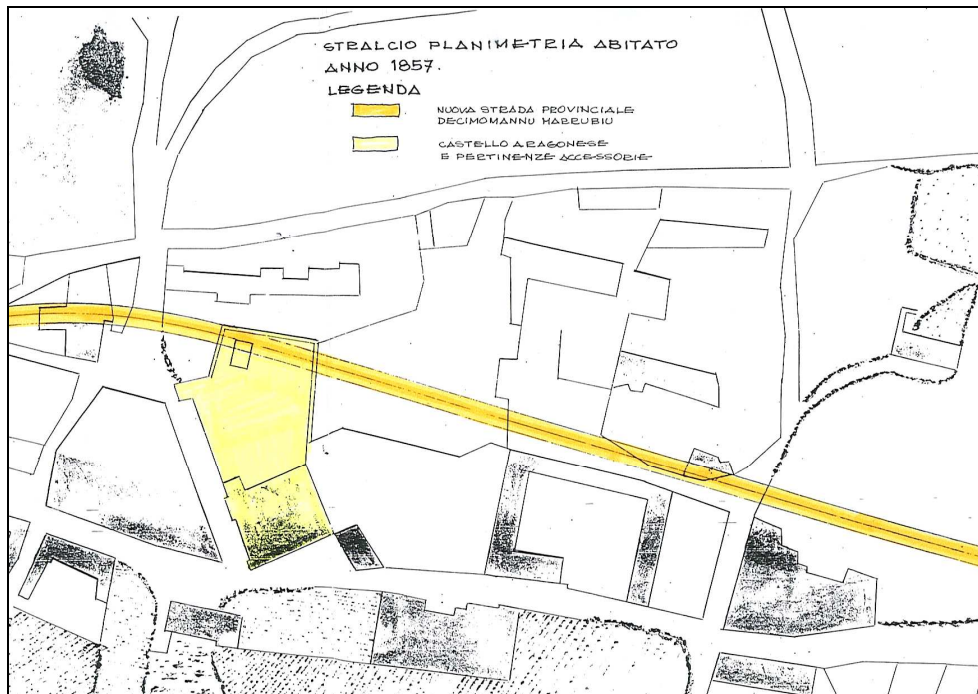 STRALCIO PLANIMETRIA ABITATO
ANNO 1857.
LEGENDA
NUOVA STRADA PROVINCIALE
DECIMOMANNU MARRUBIU
CASTELLO ARAGONESE
E PERTINENZE ACCESSORIE